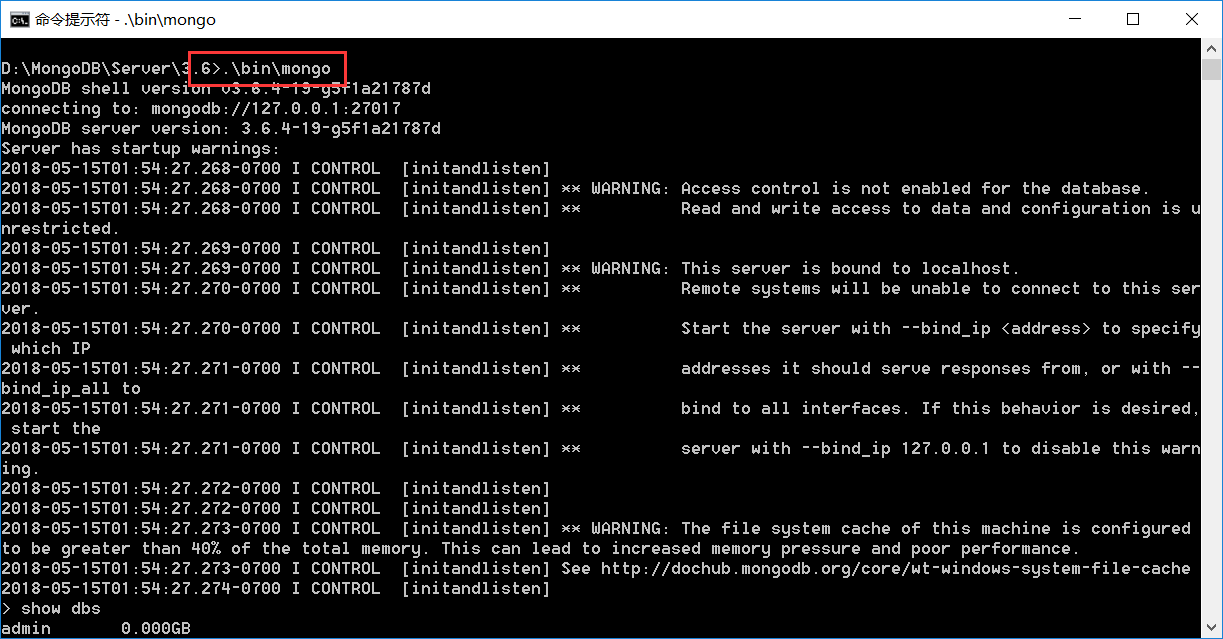 命令提示符 - .\bin\mongo
D:\MongoDB\Server\3.6>.\bin\mongo
MongoDB shell version v3.6.4-19-g5f1a21787d
connecting to: mongodb://127.0.0.1:27017
MongoDB server version: 3.6.4-19-g5f1a21787d
Server has startup warnings:
2018-05-15T01:54:27.268-0700 I CONTROL  [initandlisten]
2018-05-15T01:54:27.268-0700 I CONTROL  [initandlisten] ** WARNING: Access control is not enabled for the database.
2018-05-15T01:54:27.268-0700 I CONTROL  [initandlisten] **          Read and write access to data and configuration is u
nrestricted.
2018-05-15T01:54:27.269-0700 I CONTROL  [initandlisten]
2018-05-15T01:54:27.269-0700 I CONTROL  [initandlisten] ** WARNING: This server is bound to localhost.
2018-05-15T01:54:27.270-0700 I CONTROL  [initandlisten] **          Remote systems will be unable to connect to this ser
ver.
2018-05-15T01:54:27.270-0700 I CONTROL  [initandlisten] **          Start the server with --bind_ip <address> to specify
 which IP
2018-05-15T01:54:27.271-0700 I CONTROL  [initandlisten] **          addresses it should serve responses from, or with --
bind_ip_all to
2018-05-15T01:54:27.271-0700 I CONTROL  [initandlisten] **          bind to all interfaces. If this behavior is desired,
 start the
2018-05-15T01:54:27.271-0700 I CONTROL  [initandlisten] **          server with --bind_ip 127.0.0.1 to disable this warn
ing.
2018-05-15T01:54:27.272-0700 I CONTROL  [initandlisten]
2018-05-15T01:54:27.272-0700 I CONTROL  [initandlisten]
2018-05-15T01:54:27.273-0700 I CONTROL  [initandlisten] ** WARNING: The file system cache of this machine is configured
to be greater than 40% of the total memory. This can lead to increased memory pressure and poor performance.
2018-05-15T01:54:27.273-0700 I CONTROL  [initandlisten] See http://dochub.mongodb.org/core/wt-windows-system-file-cache
2018-05-15T01:54:27.274-0700 I CONTROL  [initandlisten]
> show dbs
admin       0.000GB